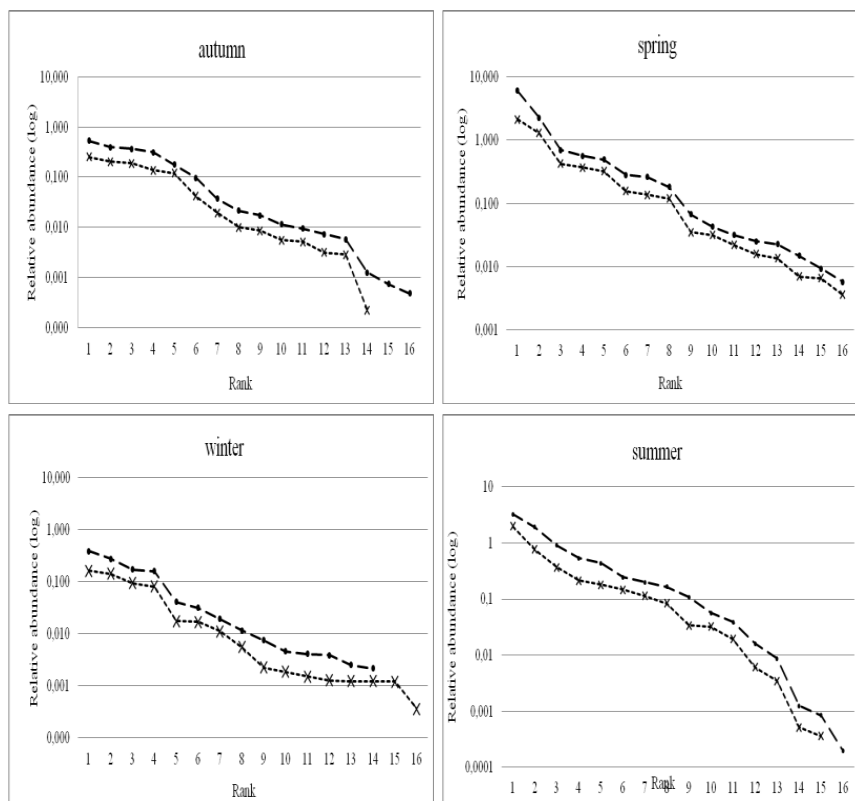 autumn
Relative abundance (log)
10,000
1,000
0,100
0,010
0,001
0,000
1 2 3 4 5 6 7 8 9 10 11 12 13 14 15 16
Rank
spring
Relative abundance (log)
10,000
1,000
0,100
0,010
0,001
1 2 3 4 5 6 7 8 9 10 11 12 13 14 15 16
Rank
winter
Relative abundance (log)
10,000
1,000
0,100
0,010
0,001
0,000
1 2 3 4 5 6 7 8 9 10 11 12 13 14 15 16
Rank
summer
Relative abundance (log)
10
1
0,1
0,01
0,001
0,0001
1 2 3 4 5 6 7 8 9 10 11 12 13 14 15 16
Rank